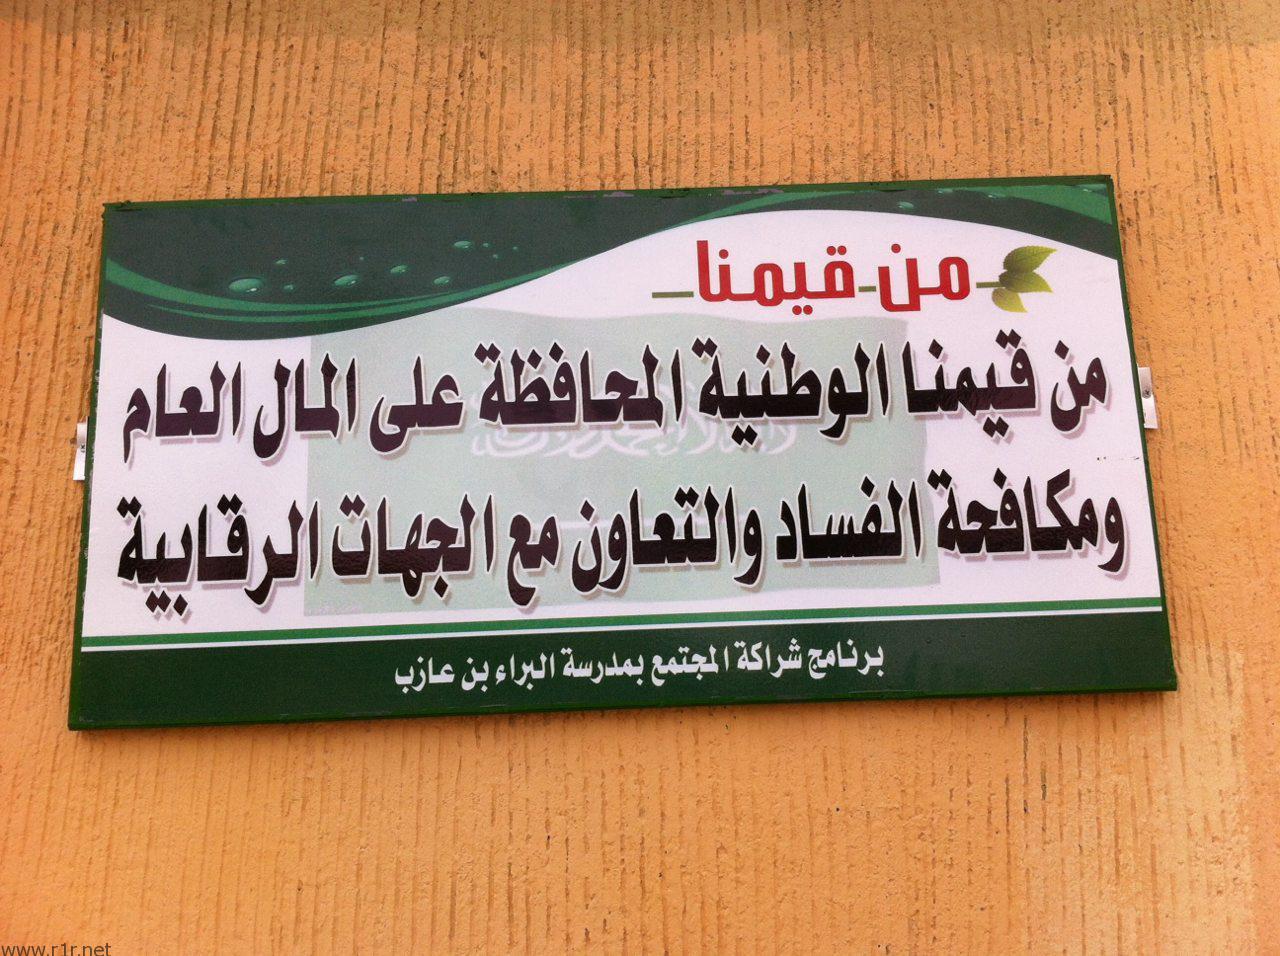 من قيمنا
من قيمنا الوطنية المحافظة على المال العام
ومكافحة الفساد والتعاون مع الجهات الرقابية
برنامج شراكة المجتمع بمدرسة البراء بن عازب
www.r1r.net